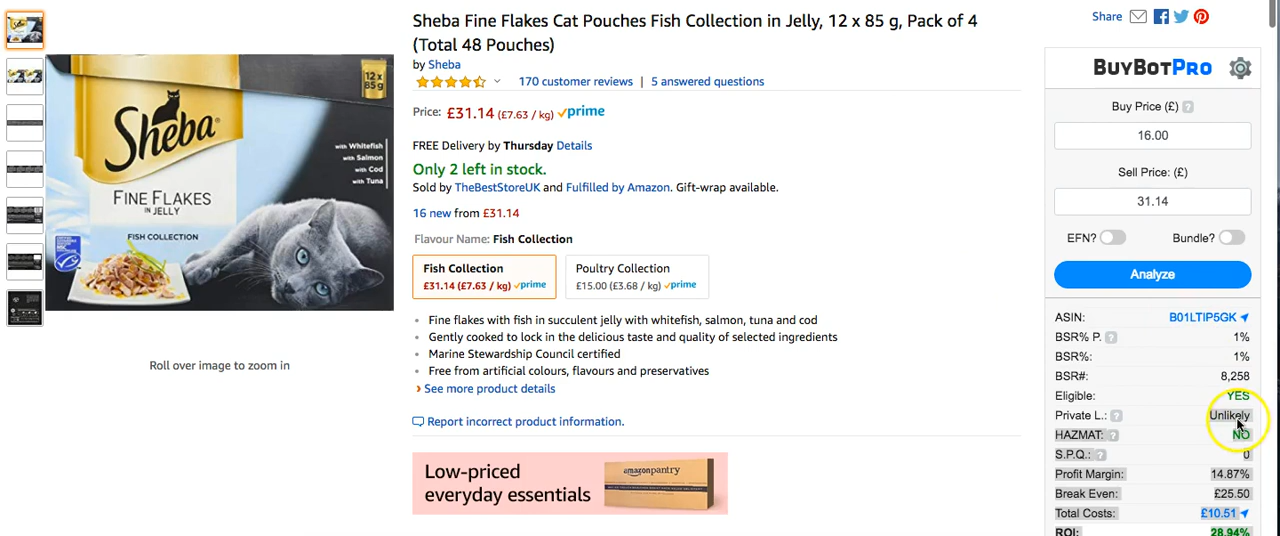 Sheba Fine Flakes Cat Pouches Fish Collection in Jelly, 12 x 85 g, Pack of 4
(Total 48 Pouches)
by Sheba
170 customer reviews | 5 answered questions
Price: £31.14 (£7.63 / kg) prime
FREE Delivery by Thursday Details
Only 2 left in stock.
Sold by TheBestStoreUK and Fulfilled by Amazon. Gift-wrap available.
16 new from £31.14
Flavour Name: Fish Collection
Fish Collection
£31.14 (£7.63 / kg) prime
Poultry Collection
£15.00 (£3.68 / kg) prime
Fine flakes with fish in succulent jelly with whitefish, salmon, tuna and cod
Gently cooked to lock in the delicious taste and quality of selected ingredients
Marine Stewardship Council certified
Free from artificial colours, flavours and preservatives
› See more product details
Report incorrect product information.
Low-priced
everyday essentials
amazonpantry
12 x
85g
Sheba
with Whitefish
with Salmon
with Cod
with Tuna
FINE FLAKES
IN JELLY
FISH COLLECTION
Roll over image to zoom in
Share
BUYBOTPRO
Buy Price (£) ?
16.00
Sell Price: (£)
31.14
EFN? Bundle?
Analyze
ASIN: B01LTIP5GK
BSR% P. ? 1%
BSR%: 1%
BSR#: 8,258
Eligible: YES
Private L.: ? Unlikely
HAZMAT: ? NO
S.P.Q.: ? 0
Profit Margin: 14.87%
Break Even: £25.50
Total Costs: £10.51
ROI: 28.94%